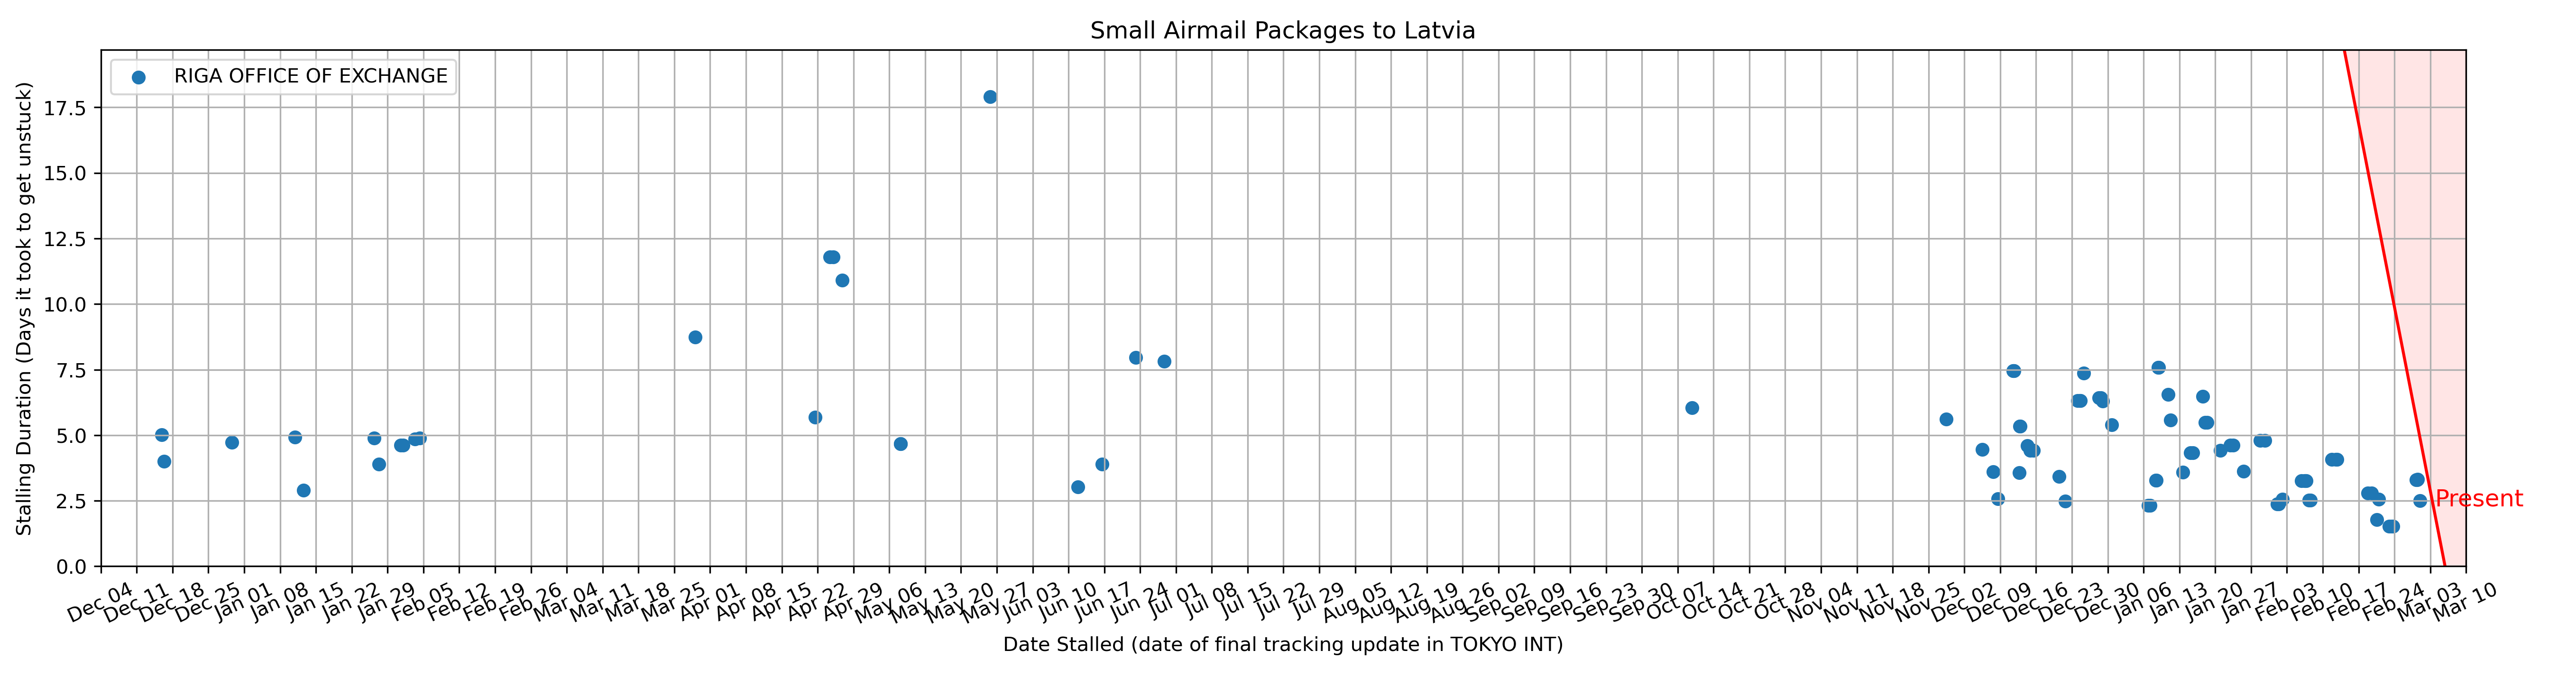 Small Airmail Packages to Latvia
RIGA OFFICE OF EXCHANGE
Stalling Duration (Days it took to get unstuck)
17.5
15.0
12.5
10.0
7.5
5.0
2.5
0.0
Present
Dec 04
Dec 11
Dec 18
Dec 25
Jan 01
Jan 08
Jan 15
Jan 22
Jan 29
Feb 05
Feb 12
Feb 19
Feb 26
Mar 04
Mar 11
Mar 18
Mar 25
Apr 01
Apr 08
Apr 15
Apr 22
Apr 29
May 06
May 13
May 20
May 27
Jun 03
Jun 10
Jun 17
Jun 24
Jul 01
Jul 08
Jul 15
Jul 22
Jul 29
Aug 05
Aug 12
Aug 19
Aug 26
Sep 02
Sep 09
Sep 16
Sep 23
Sep 30
Oct 07
Oct 14
Oct 21
Oct 28
Nov 04
Nov 11
Nov 18
Nov 25
Dec 02
Dec 09
Dec 16
Dec 23
Dec 30
Jan 06
Jan 13
Jan 20
Jan 27
Feb 03
Feb 10
Feb 17
Feb 24
Mar 03
Mar 10
Date Stalled (date of final tracking update in TOKYO INT)